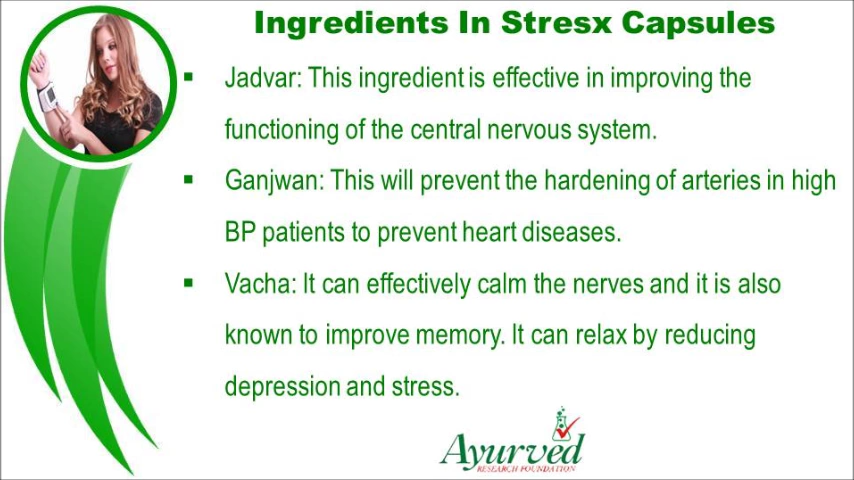 Ingredients In Stresx Capsules
▪ Jadvar: This ingredient is effective in improving the
functioning of the central nervous system.
▪ Ganjwan: This will prevent the hardening of arteries in high
BP patients to prevent heart diseases.
▪ Vacha: It can effectively calm the nerves and it is also
known to improve memory. It can relax by reducing
depression and stress.
Ayurved
RESEARCH FOUNDATION